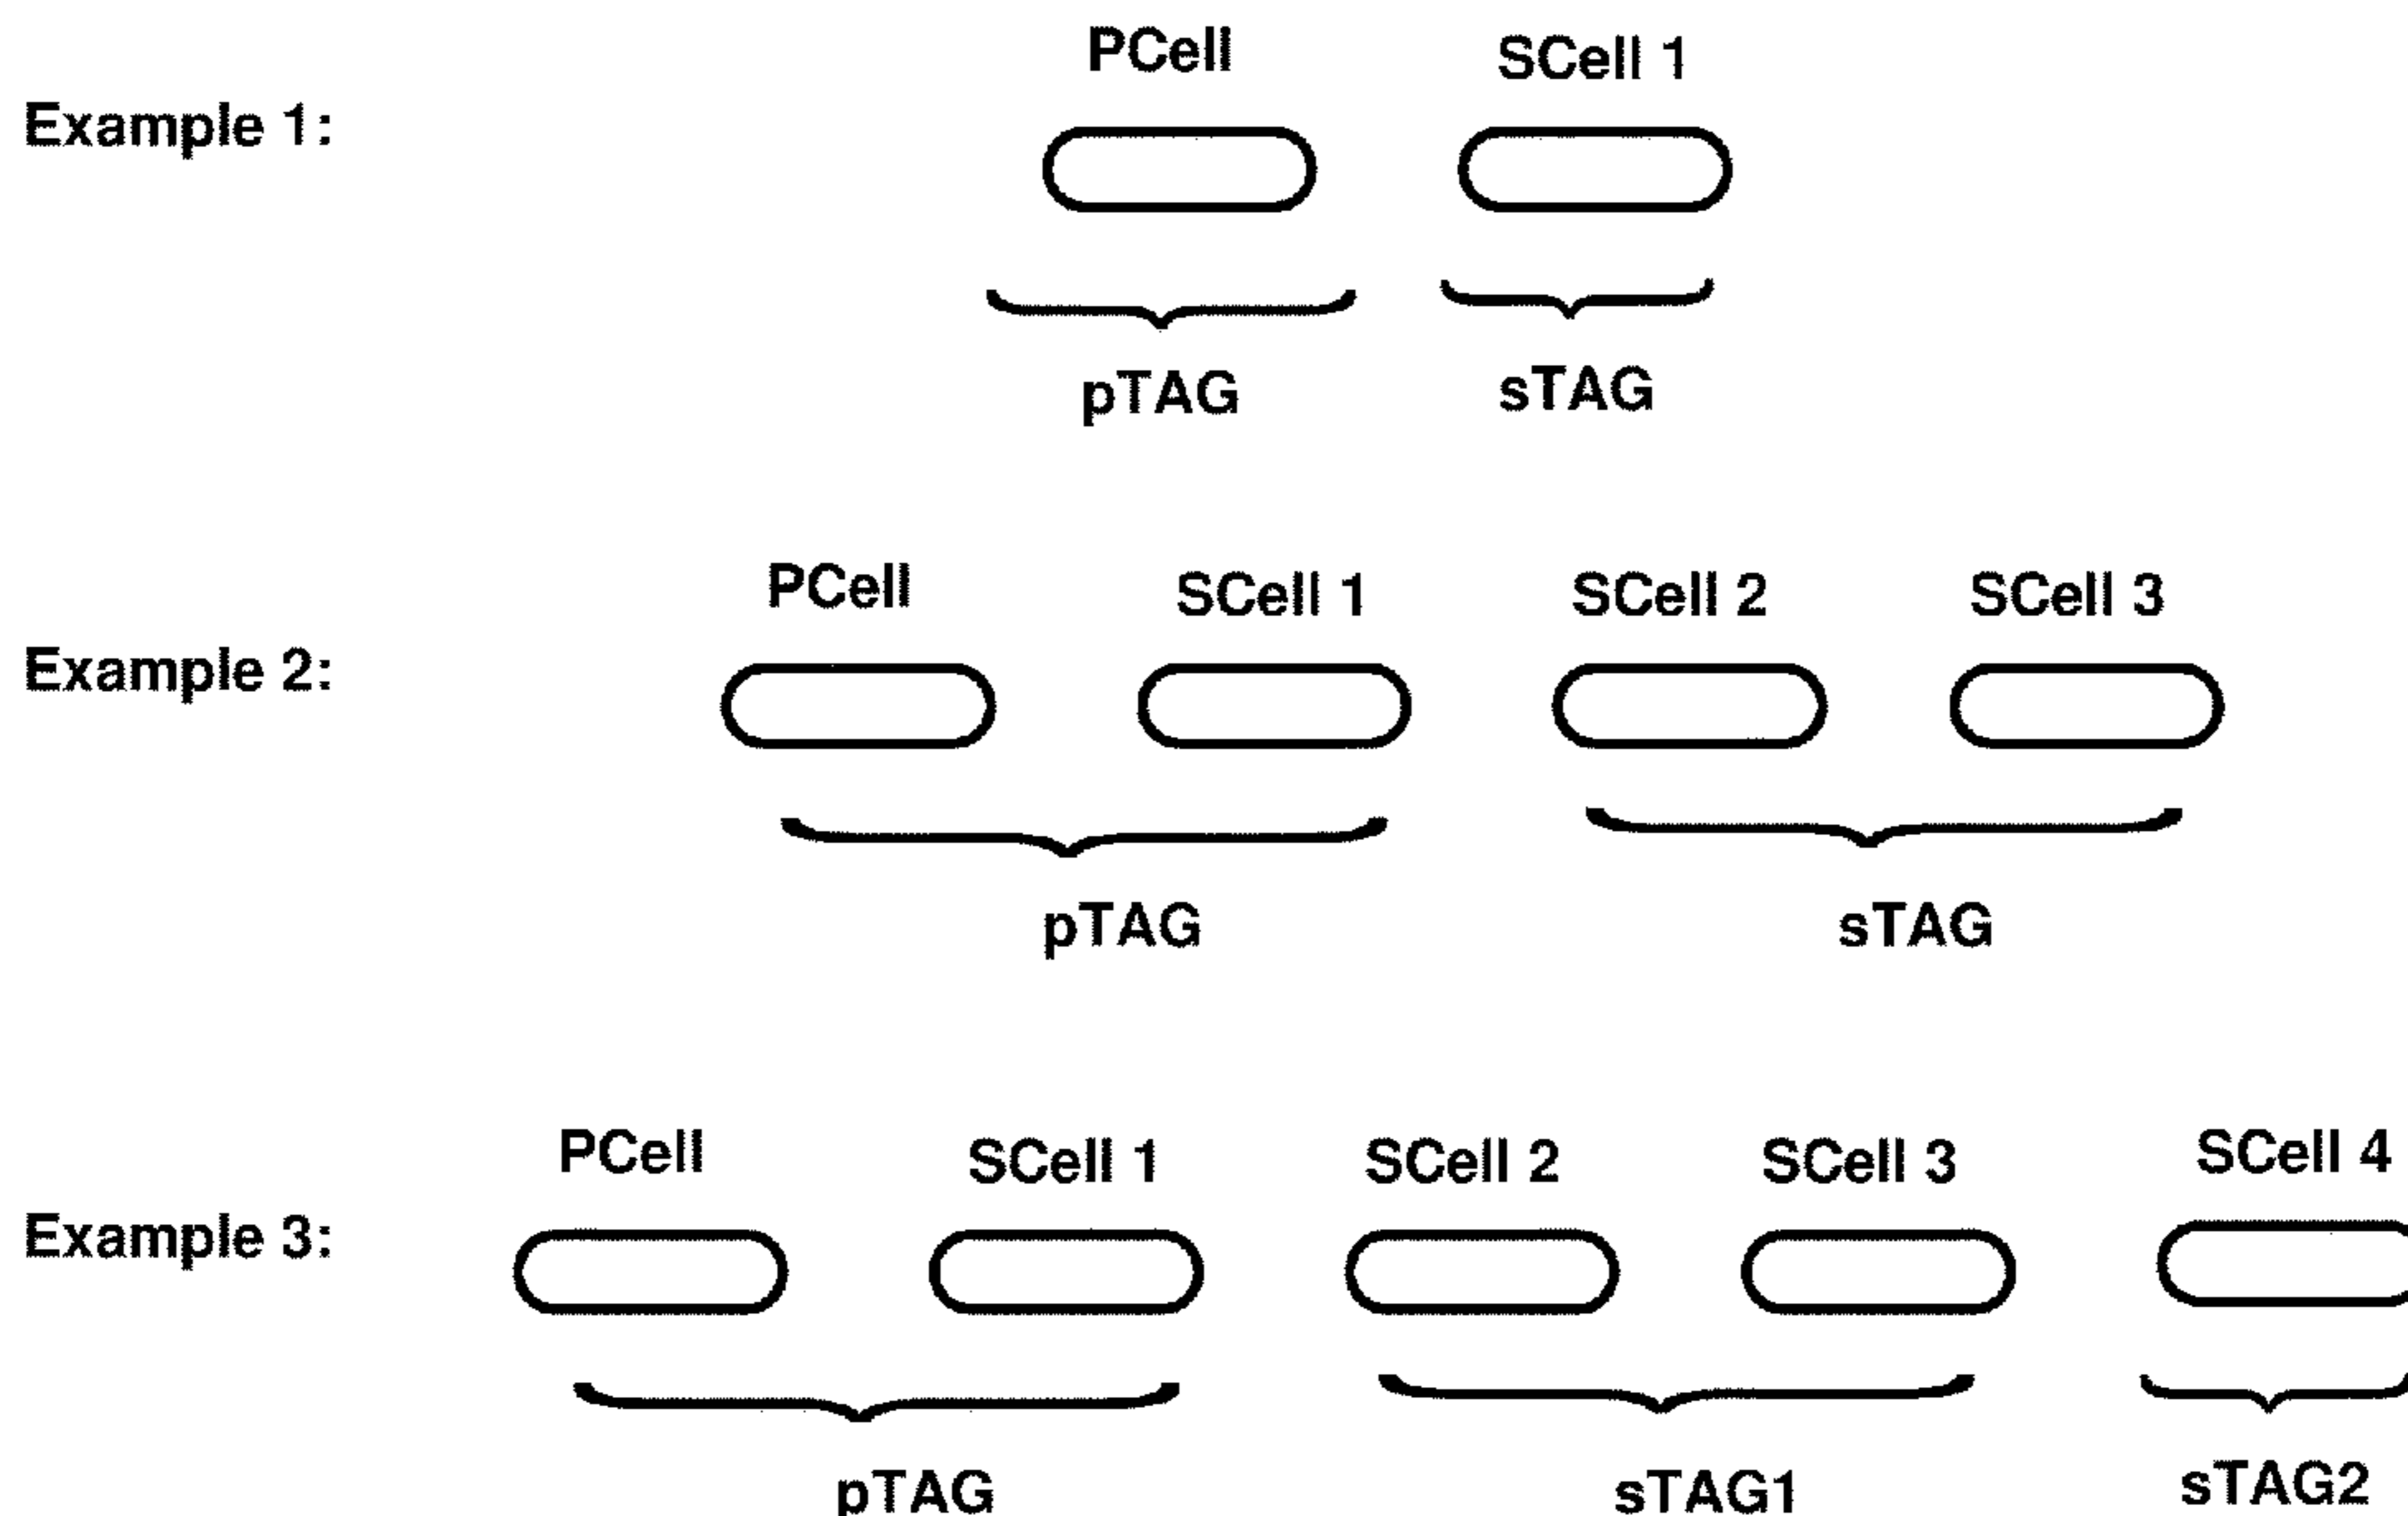 PCell SCell 1
Example 1:
pTAG sTAG
PCell SCell 1 SCell 2 SCell 3
Example 2:
pTAG sTAG
PCell SCell 1 SCell 2 SCell 3 SCell 4
Example 3:
pTAG sTAG1 sTAG2